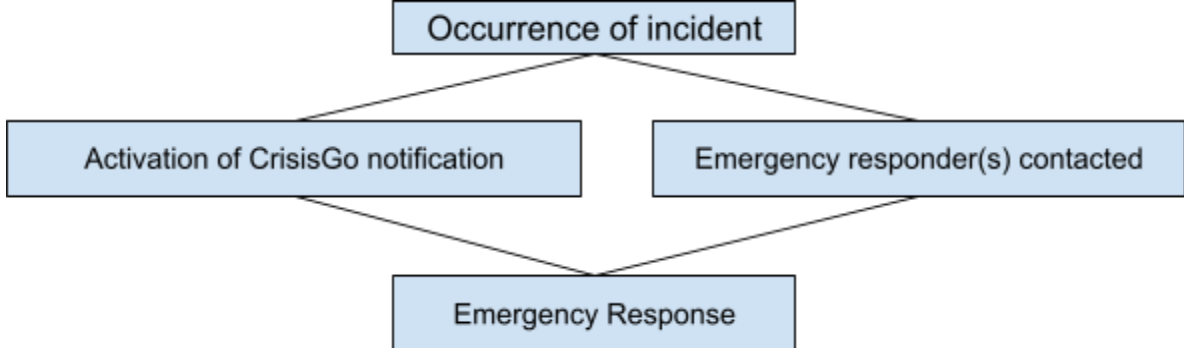 Occurrence of incident
Activation of CrisisGo notification
Emergency responder(s) contacted
Emergency Response